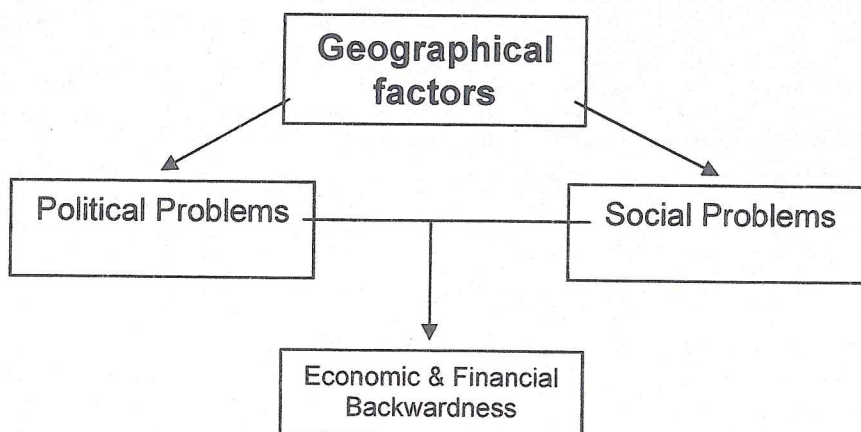 Geographical
factors
Political Problems
Social Problems
Economic & Financial
Backwardness